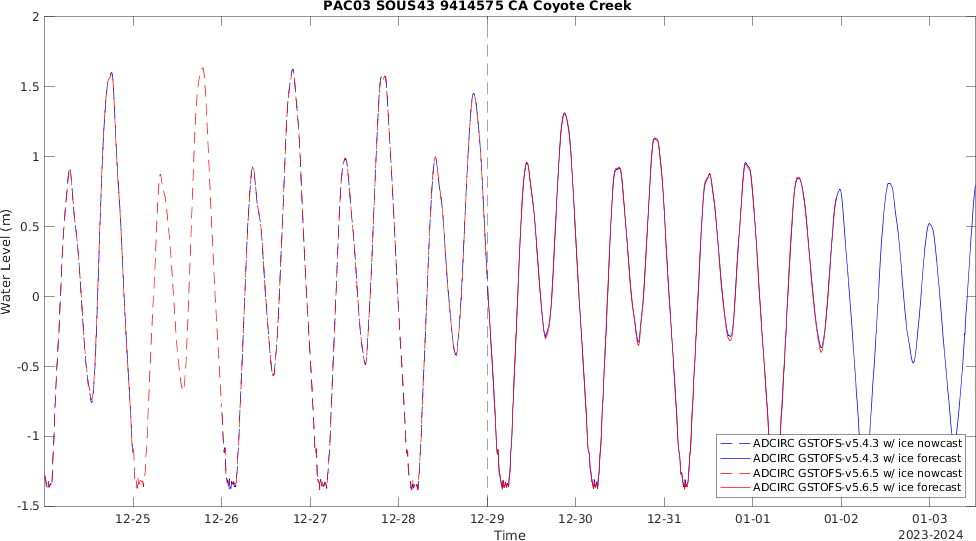 PAC03 SOUS43 9414575 CA Coyote Creek
2
1.5
1
0.5
0
-0.5
-1
-1.5
Water Level (m)
12-25 12-26 12-27 12-28 12-29 12-30 12-31 01-01 01-02 01-03
Time
2023-2024
ADCIRC GSTOFS-v5.4.3 w/ ice nowcast
ADCIRC GSTOFS-v5.4.3 w/ ice forecast
ADCIRC GSTOFS-v5.6.5 w/ ice nowcast
ADCIRC GSTOFS-v5.6.5 w/ ice forecast